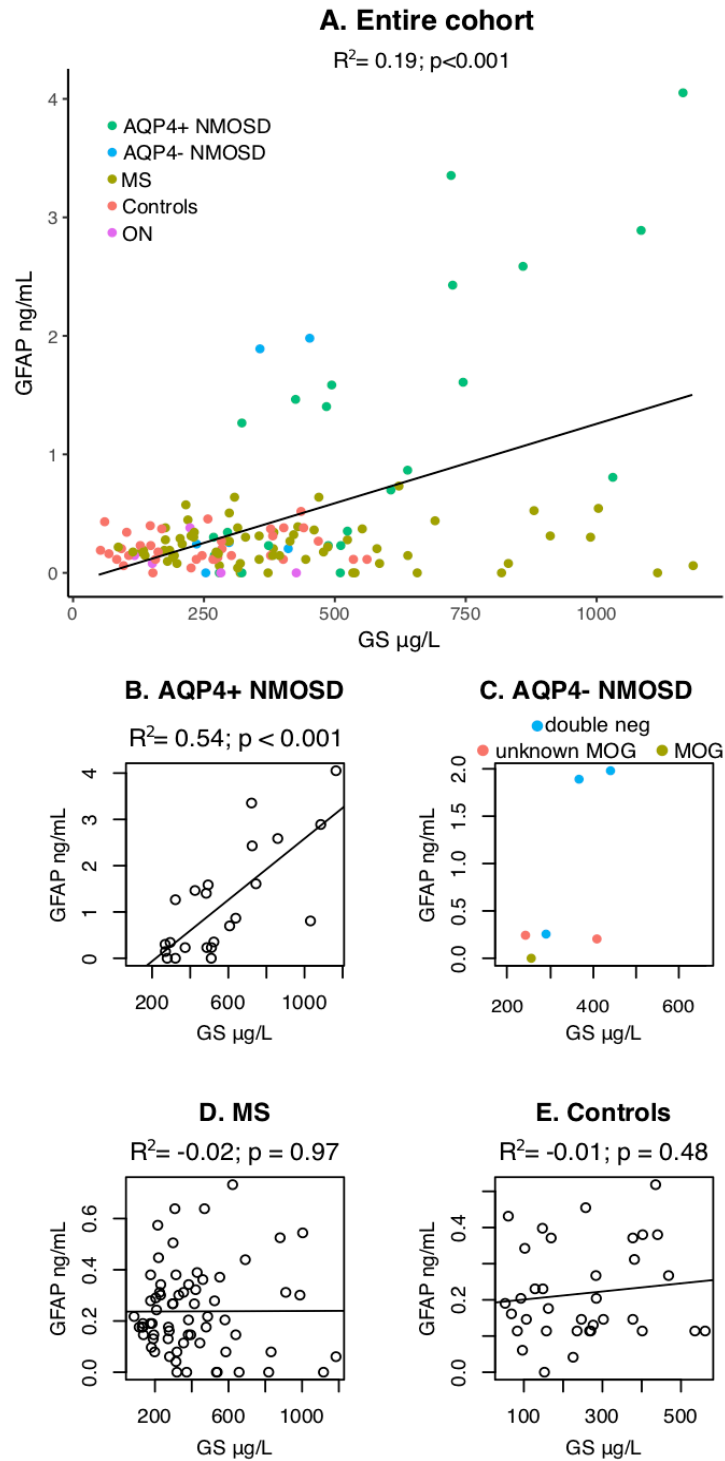 A. Entire cohort
R²= 0.19; p<0.001
AQP4+ NMOSD
AQP4- NMOSD
MS
Controls
ON
GFAP ng/mL
4
3
2
1
0
0 250 500 750 1000
GS µg/L
B. AQP4+ NMOSD
R²= 0.54; p < 0.001
GFAP ng/mL
4
3
2
1
0
200 600 1000
GS µg/L
C. AQP4- NMOSD
double neg
unknown MOG MOG
GFAP ng/mL
2.0
1.5
1.0
0.5
0.0
200 400 600
GS µg/L
D. MS
R²= -0.02; p = 0.97
GFAP ng/mL
0.6
0.4
0.2
0.0
200 600 1000
GS µg/L
E. Controls
R²= -0.01; p = 0.48
GFAP ng/mL
0.4
0.2
0.0
100 300 500
GS µg/L